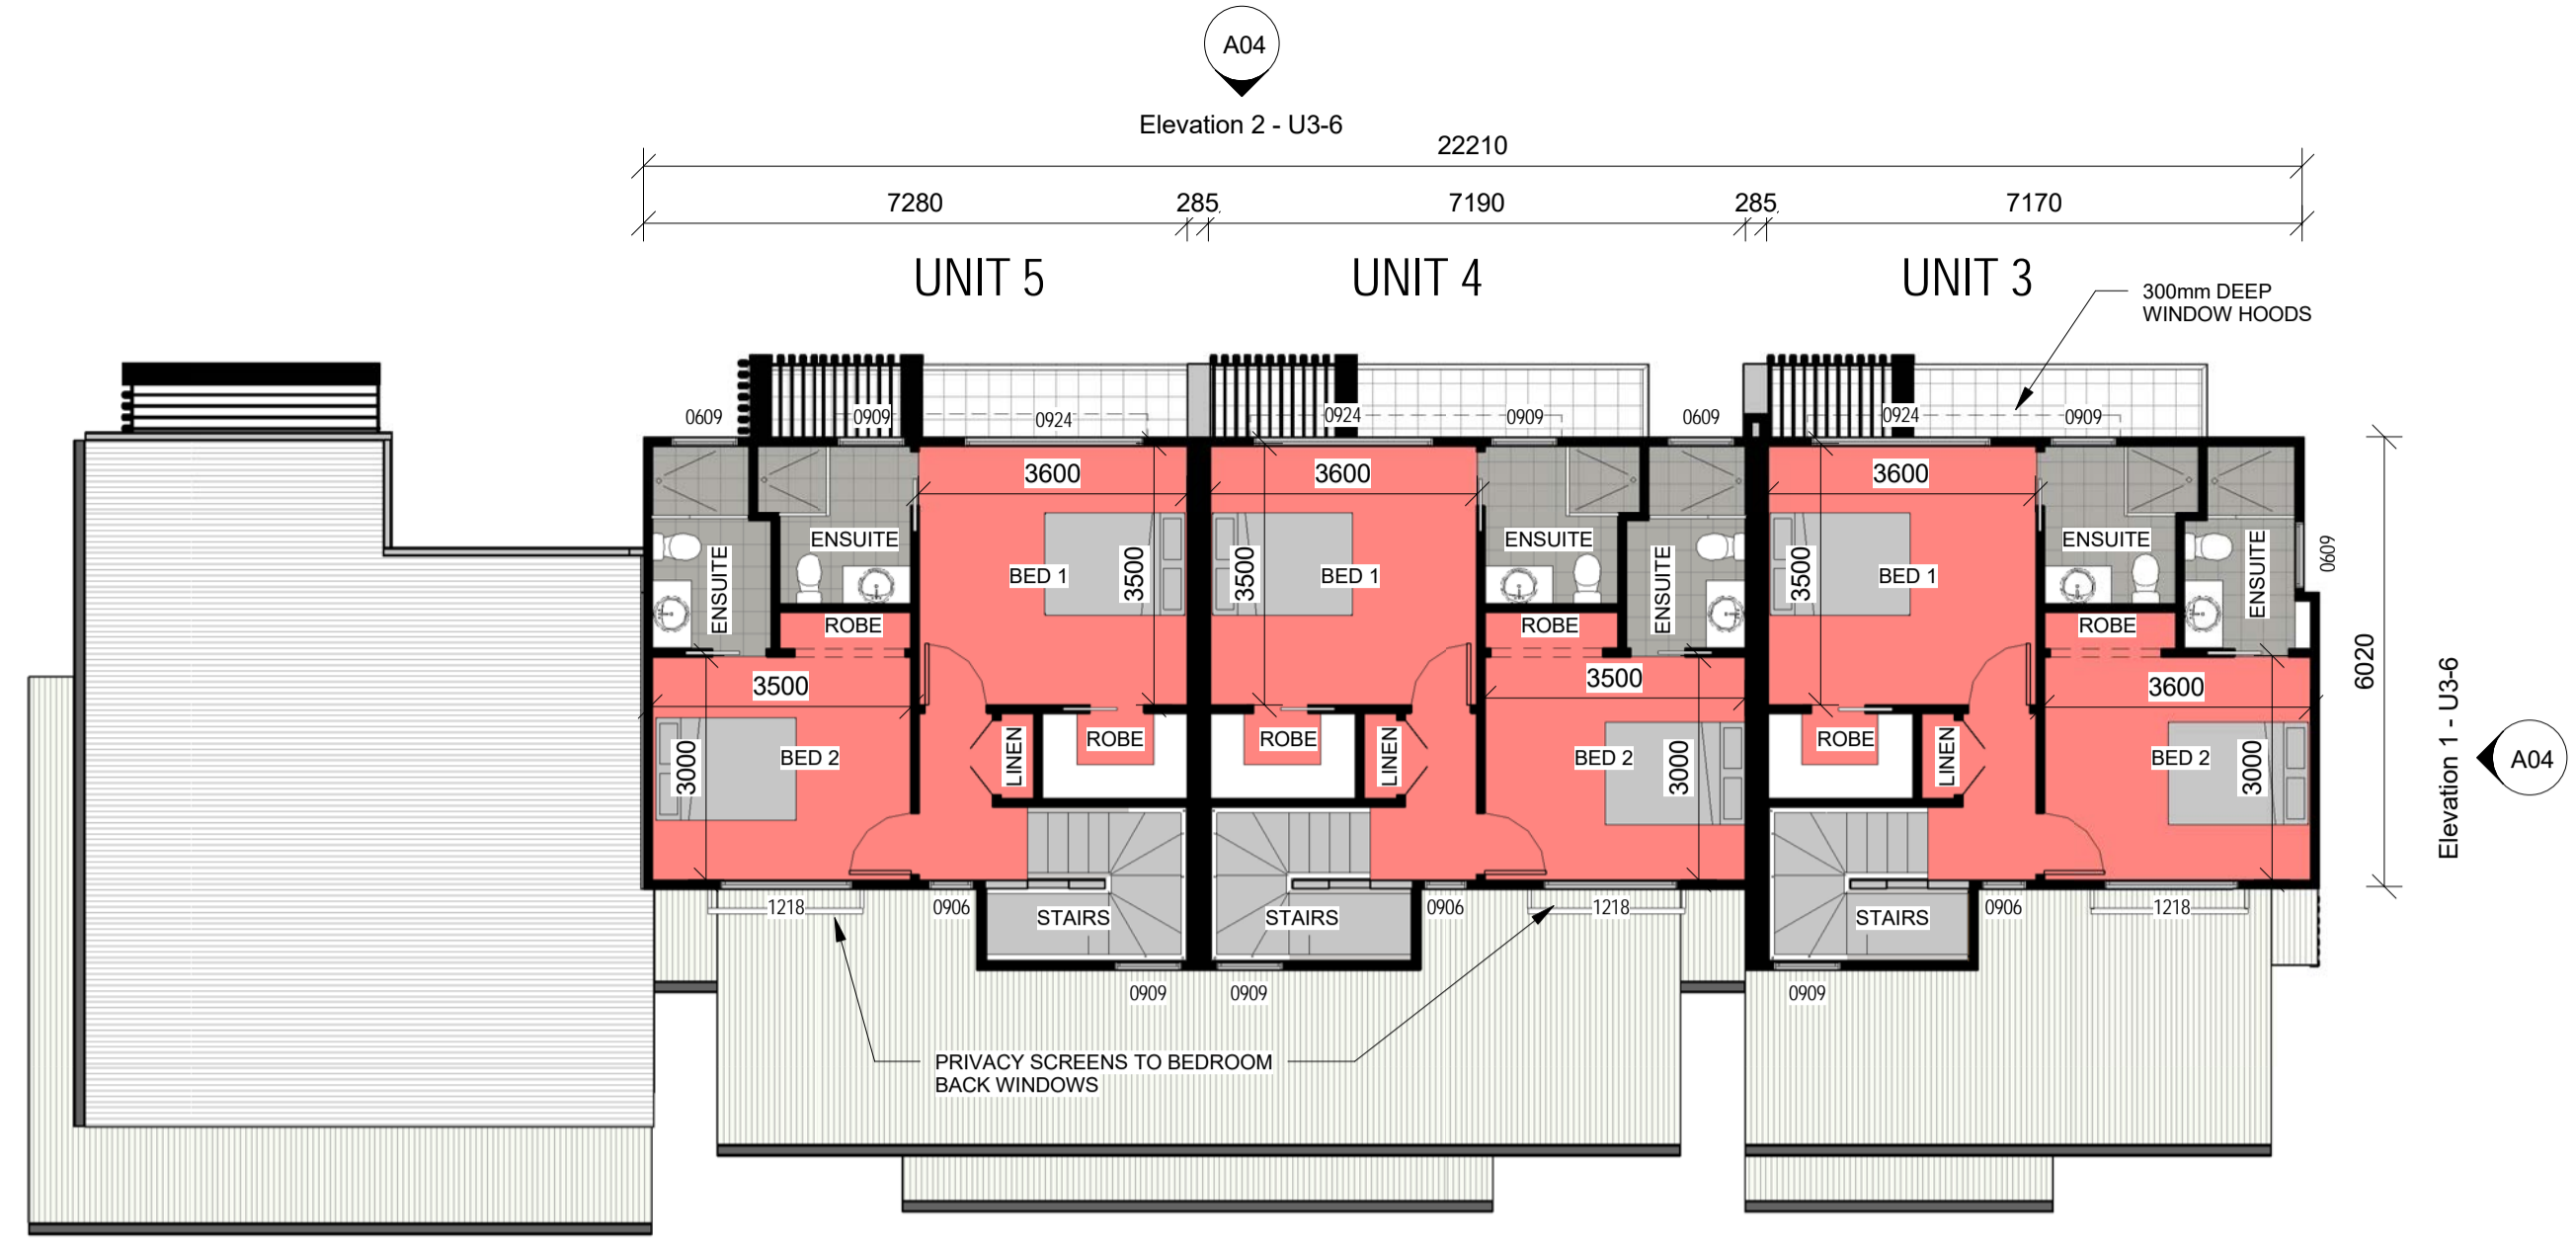 A04
Elevation 2 - U3-6
22210
7280
285
7190
285
7170
UNIT 5
UNIT 4
UNIT 3
300mm DEEP
WINDOW HOODS
0609
0909
0924
0924
0909
0609
0924
0909
3600
3600
3600
ENSUITE
ENSUITE
BED 1
3500
3500
BED 1
ENSUITE
ENSUITE
3500
BED 1
ENSUITE
ENSUITE
0609
ROBE
ROBE
ROBE
3500
3500
3600
6020
3000
BED 2
LINEN
ROBE
ROBE
LINEN
BED 2
3000
ROBE
LINEN
BED 2
3000
Elevation 1 - U3-6
A04
1218
0906
STAIRS
STAIRS
0906
1218
STAIRS
0906
1218
0909
0909
0909
PRIVACY SCREENS TO BEDROOM
BACK WINDOWS